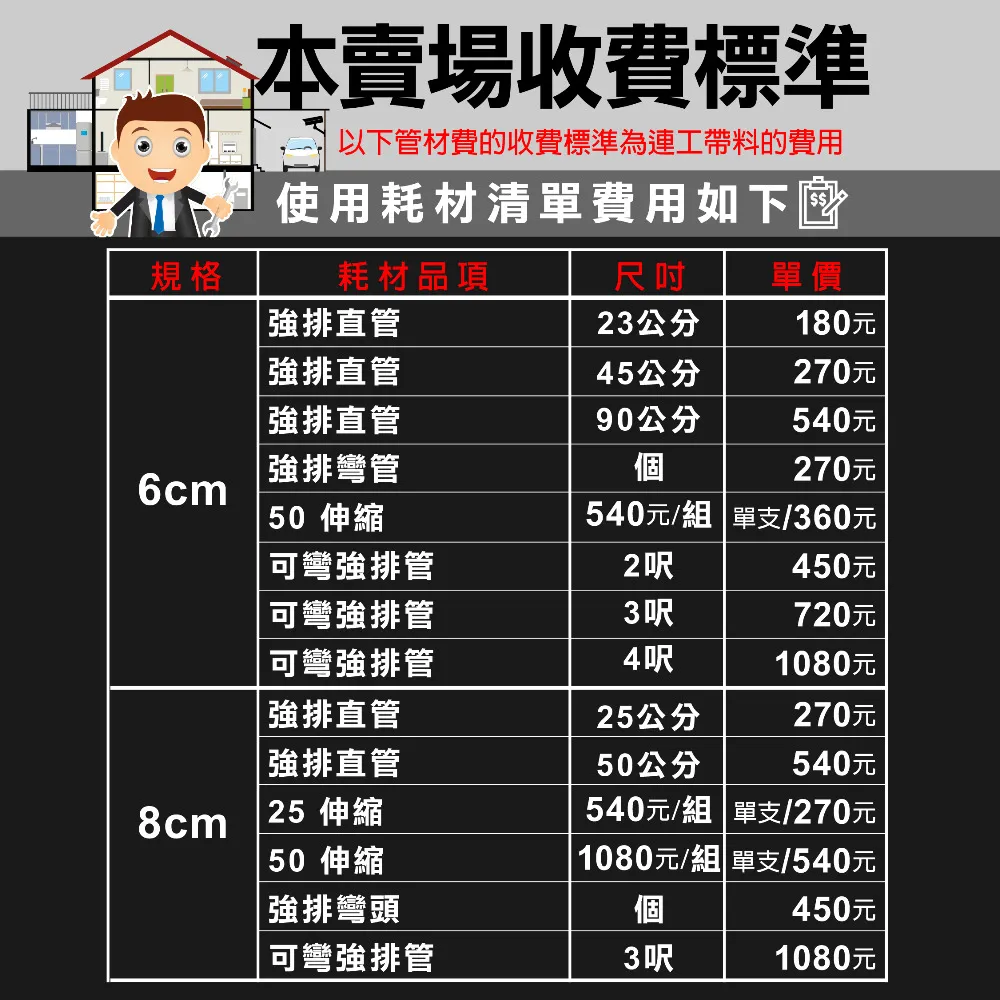 本賣場收費標準
以下管材費的收費標準為連工帶料的費用
使用耗材清單費用如下 $$
規格 耗材品項 尺吋 單價
6cm
強排直管 23公分 180元
強排直管 45公分 270元
強排直管 90公分 540元
強排彎管 個 270元
50 伸縮 540元/組 單支/360元
可彎強排管 2呎 450元
可彎強排管 3呎 720元
可彎強排管 4呎 1080元
8cm
強排直管 25公分 270元
強排直管 50公分 540元
25 伸縮 540元/組 單支/270元
50 伸縮 1080元/組 單支/540元
強排彎頭 個 450元
可彎強排管 3呎 1080元